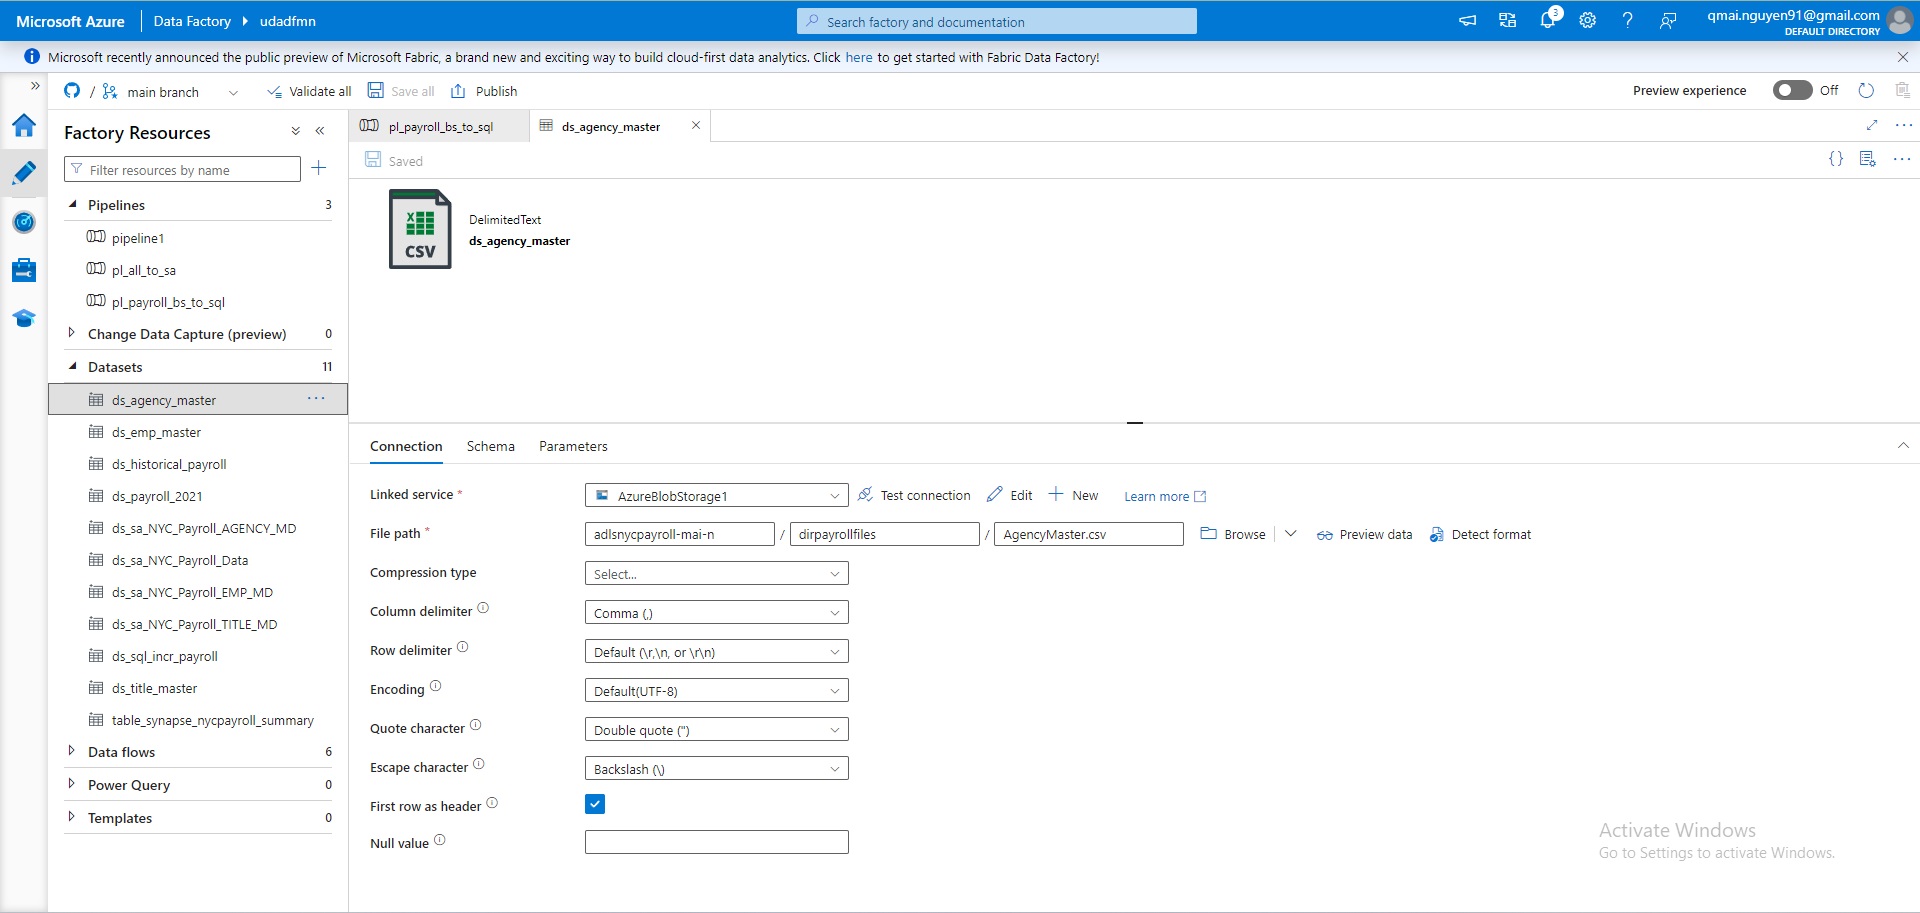 Microsoft Azure Data Factory udadfmn Search factory and documentation 3 qmai.nguyen91@gmail.com
DEFAULT DIRECTORY
Microsoft recently announced the public preview of Microsoft Fabric, a brand new and exciting way to build cloud-first data analytics. Click here to get started with Fabric Data Factory!
/ main branch Validate all Save all Publish Preview experience Off
Factory Resources
Filter resources by name
Pipelines 3
pipeline1
pl_all_to_sa
pl_payroll_bs_to_sql
Change Data Capture (preview) 0
Datasets 11
ds_agency_master
ds_emp_master
ds_historical_payroll
ds_payroll_2021
ds_sa_NYC_Payroll_AGENCY_MD
ds_sa_NYC_Payroll_Data
ds_sa_NYC_Payroll_EMP_MD
ds_sa_NYC_Payroll_TITLE_MD
ds_sql_incr_payroll
ds_title_master
table_synapse_nycpayroll_summary
Data flows 6
Power Query 0
Templates 0
pl_payroll_bs_to_sql ds_agency_master
Saved
X
CSV
DelimitedText
ds_agency_master
Connection Schema Parameters
Linked service * AzureBlobStorage1 Test connection Edit New Learn more
File path * adlsnycpayroll-mai-n / dirpayrollfiles / AgencyMaster.csv Browse Preview data Detect format
Compression type Select...
Column delimiter Comma (,)
Row delimiter Default (\r,\n, or \r\n)
Encoding Default(UTF-8)
Quote character Double quote (")
Escape character Backslash (\)
First row as header
Null value
Activate Windows
Go to Settings to activate Windows.